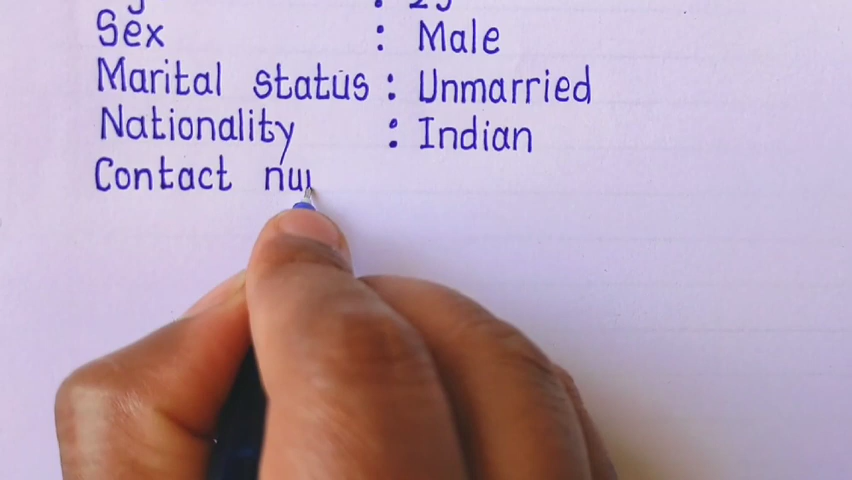 Sex : Male
Marital status : Unmarried
Nationality : Indian
Contact nu